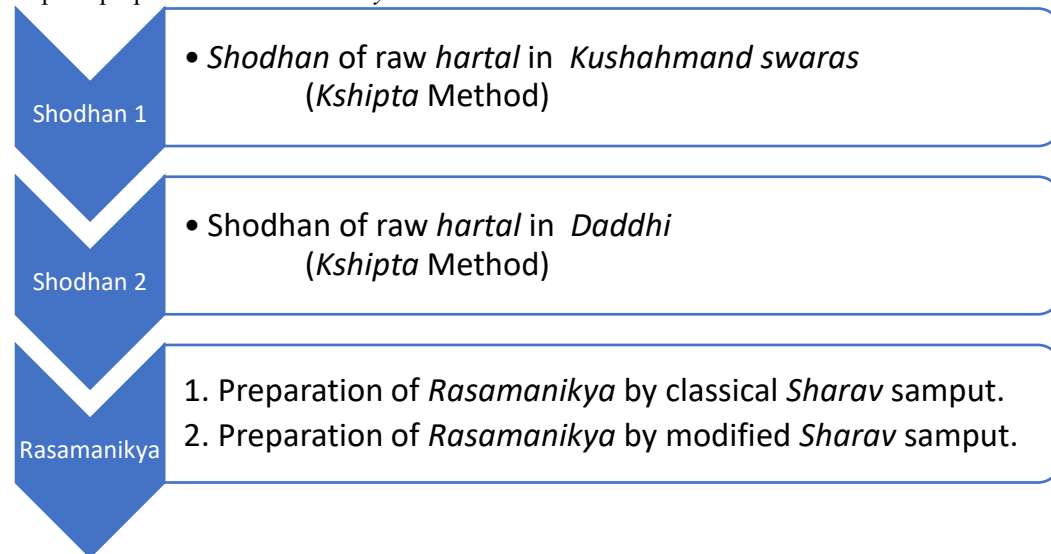 Shodhan 1
• Shodhan of raw hartal in Kushahmand swaras
(Kshipta Method)
Shodhan 2
• Shodhan of raw hartal in Daddhi
(Kshipta Method)
Rasamanikya
1. Preparation of Rasamanikya by classical Sharav samput.
2. Preparation of Rasamanikya by modified Sharav samput.